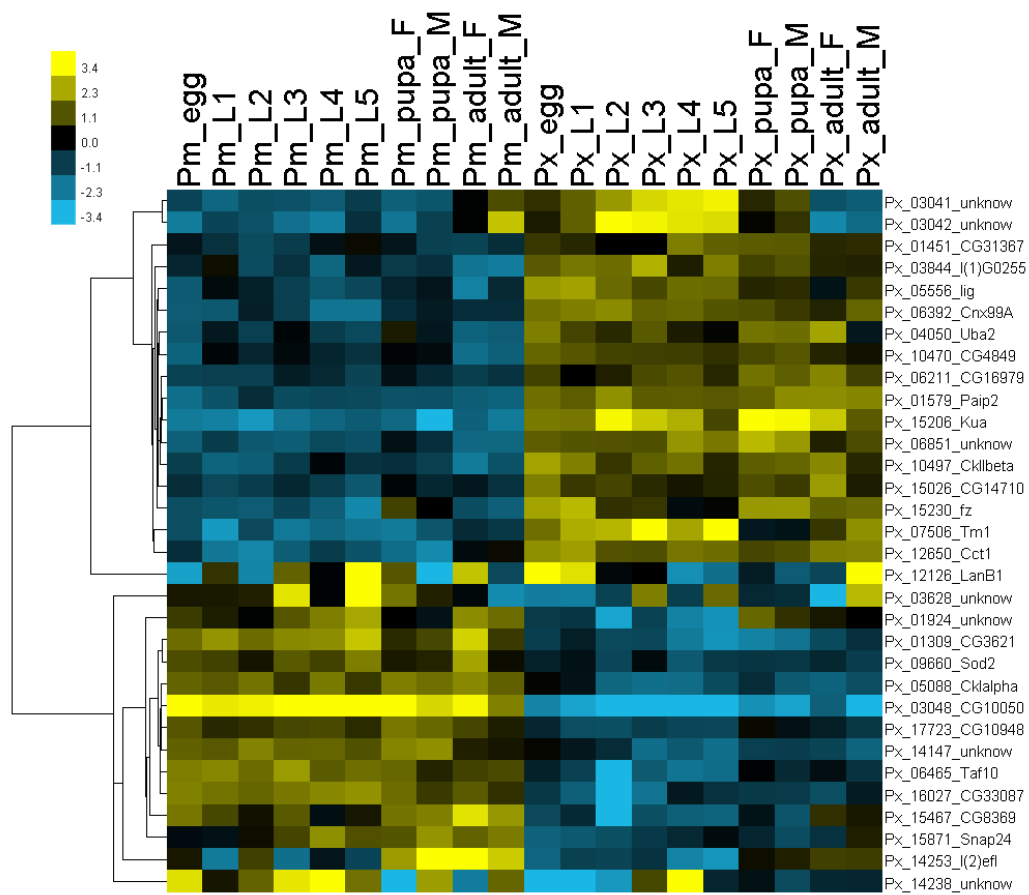 3.4
2.3
1.1
0.0
-1.1
-2.3
-3.4
Pm_egg
Pm_L1
Pm_L2
Pm_L3
Pm_L4
Pm_L5
Pm_pupa_F
Pm_pupa_M
Pm_adult_F
Pm_adult_M
Px_egg
Px_L1
Px_L2
Px_L3
Px_L4
Px_L5
Px_pupa_F
Px_pupa_M
Px_adult_F
Px_adult_M
Px_03041_unknow
Px_03042_unknow
Px_01451_CG31367
Px_03844_l(1)G0255
Px_05556_lig
Px_06392_Cnx99A
Px_04050_Uba2
Px_10470_CG4849
Px_06211_CG16979
Px_01579_Paip2
Px_15206_Kua
Px_06851_unknow
Px_10497_CkIIbeta
Px_15026_CG14710
Px_15230_fz
Px_07506_Tm1
Px_12650_Cct1
Px_12126_LanB1
Px_03628_unknow
Px_01924_unknow
Px_01309_CG3621
Px_09660_Sod2
Px_05088_CkIalpha
Px_03048_CG10050
Px_17723_CG10948
Px_14147_unknow
Px_06465_Taf10
Px_16027_CG33087
Px_15467_CG8369
Px_15871_Snap24
Px_14253_l(2)efl
Px_14238_unknow